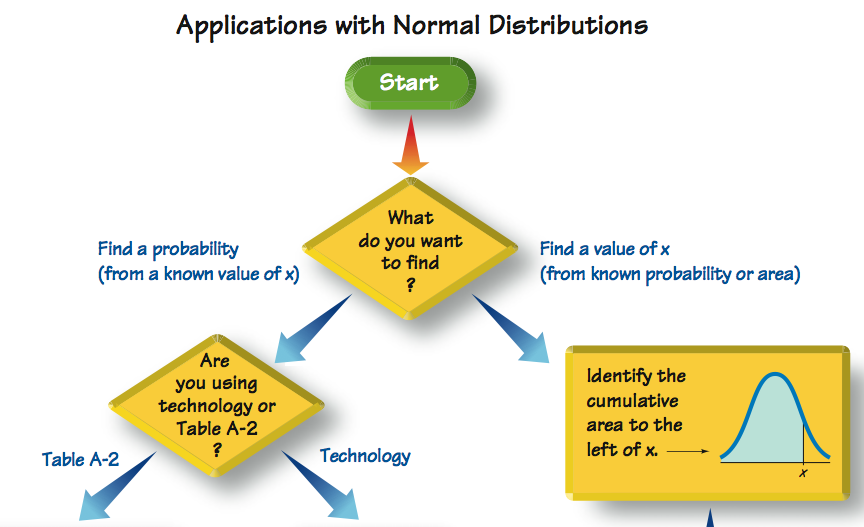 Applications with Normal Distributions
Start
What
do you want
to find
?
Find a probability
(from a known value of x)
Find a value of x
(from known probability or area)
Are
you using
technology or
Table A-2
?
Table A-2
Technology
Identify the
cumulative
area to the
left of x.
x